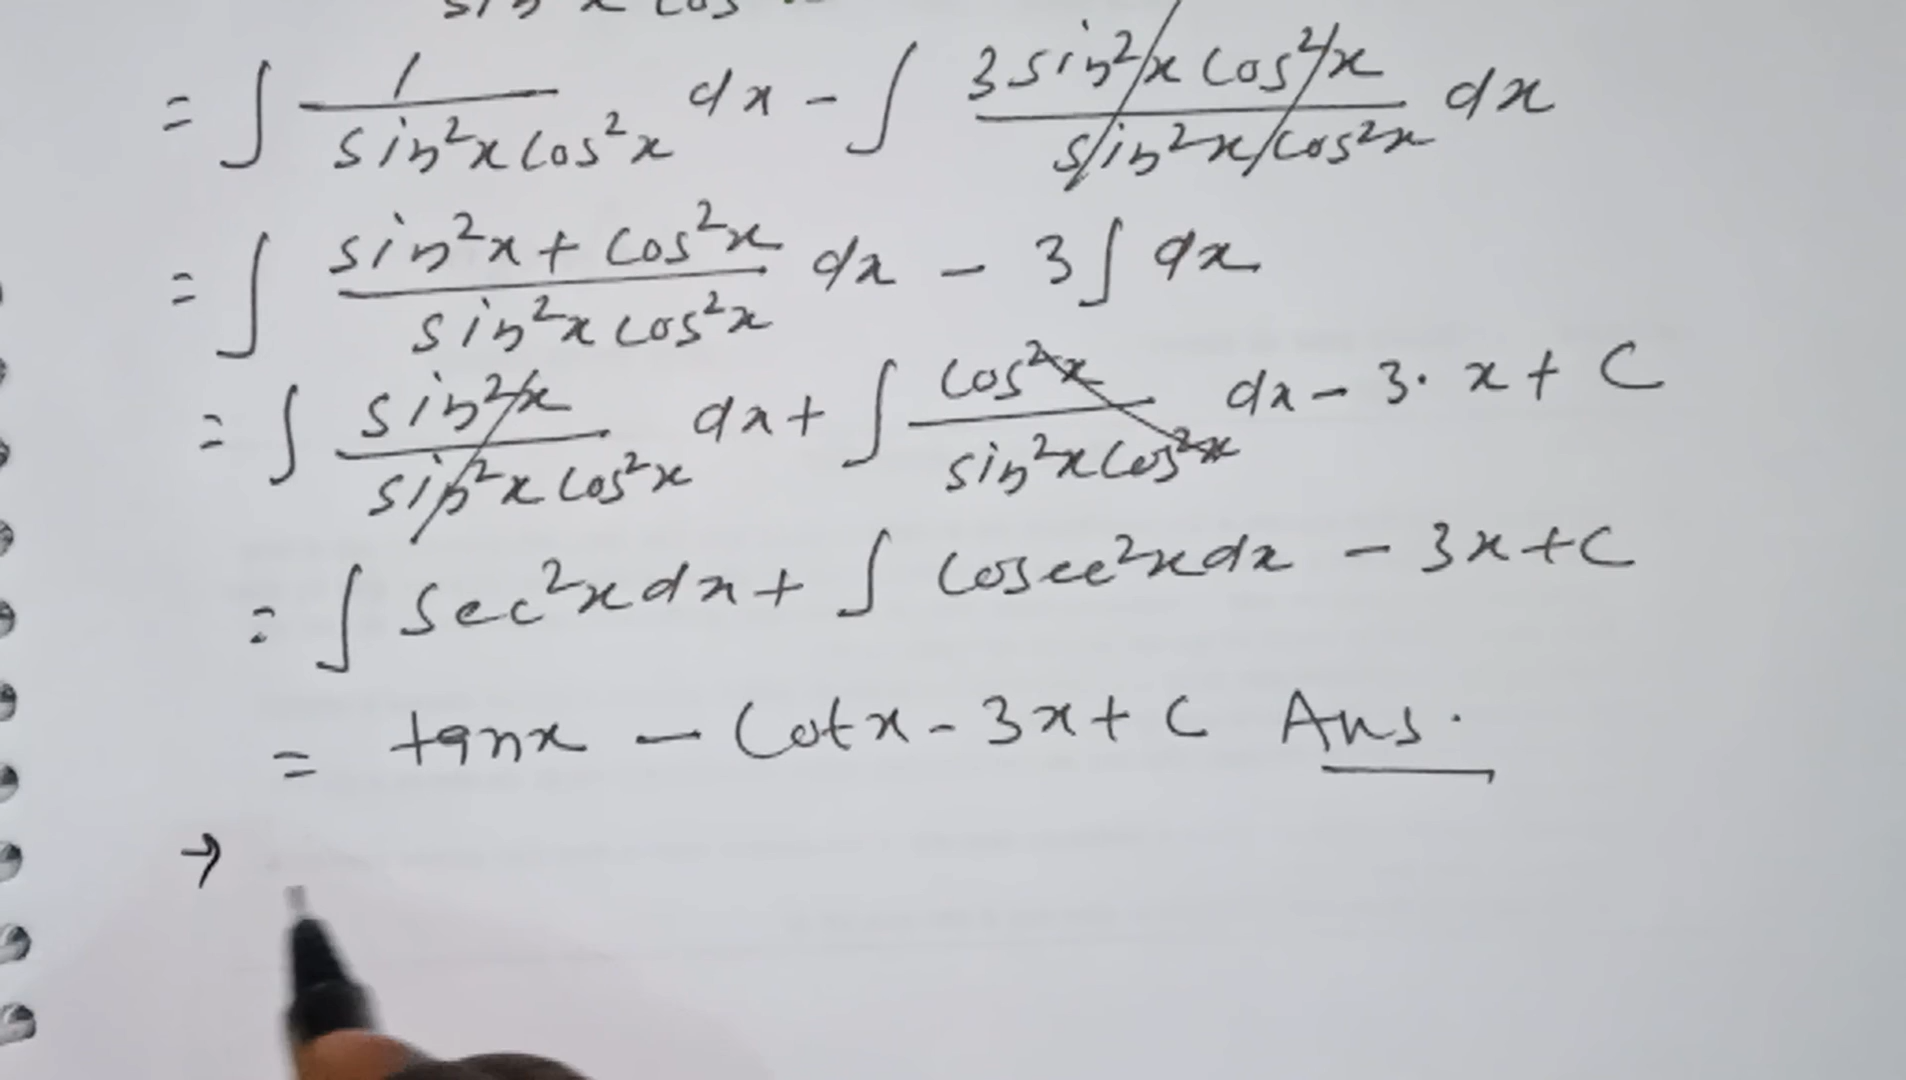 = ∫ 1/(sin²x cos²x) dx - ∫ (3 sin²x cos²x)/(sin²x cos²x) dx
= ∫ (sin²x + cos²x)/(sin²x cos²x) dx - 3 ∫ dx
= ∫ sin²x/(sin²x cos²x) dx + ∫ cos²x/(sin²x cos²x) dx - 3. x + C
= ∫ sec²x dx + ∫ cosec²x dx - 3x + C
= tanx - cotx - 3x + C Ans.
→